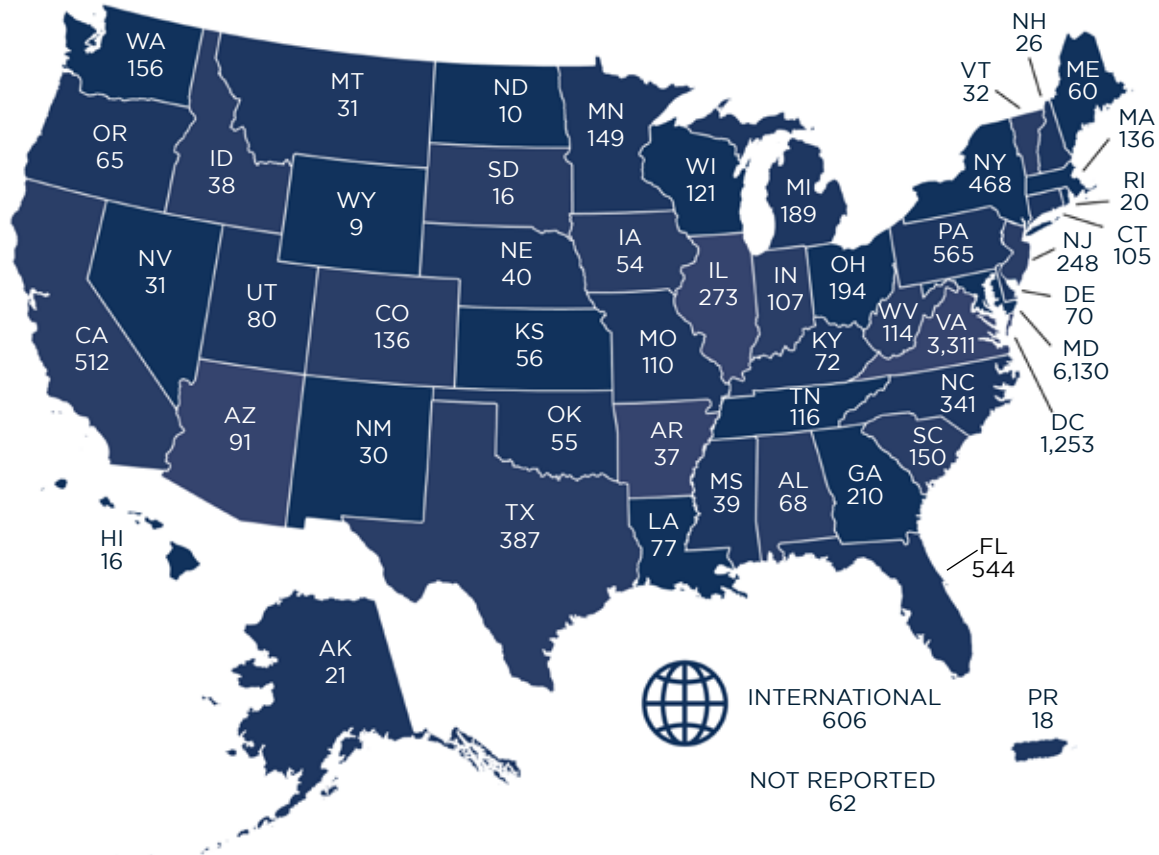 NH
26
WA
156
VT
32
ME
60
MT
31
ND
10
MN
149
MA
136
OR
65
ID
38
SD
16
WI
121
MI
189
NY
468
RI
20
WY
9
CT
105
NE
40
IA
54
PA
565
NJ
248
NV
31
UT
80
CO
136
IL
273
IN
107
OH
194
DE
70
WV
114
VA
3,311
CA
512
KS
56
MO
110
KY
72
MD
6,130
NC
341
AZ
91
NM
30
OK
55
AR
37
TN
116
SC
150
DC
1,253
MS
39
AL
68
GA
210
TX
387
LA
77
HI
16
FL
544
AK
21
INTERNATIONAL
606
PR
18
NOT REPORTED
62